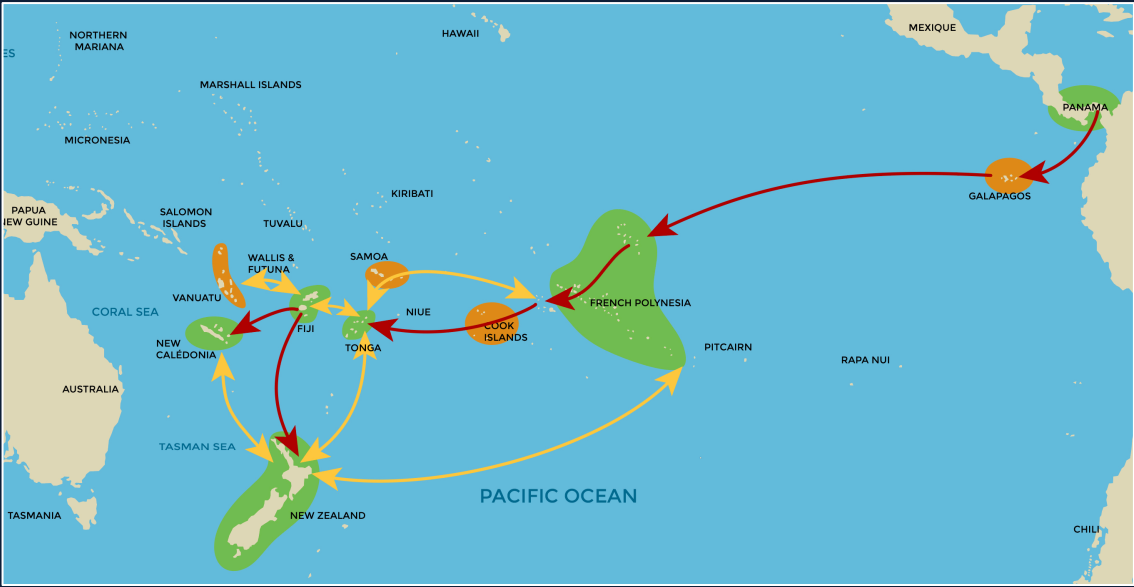 NORTHERN
MARIANA
HAWAII
MEXIQUE
ES
MARSHALL ISLANDS
PANAMA
MICRONESIA
KIRIBATI
GALAPAGOS
PAPUA
NEW GUINE
SALOMON
ISLANDS
TUVALU
WALLIS &
FUTUNA
SAMOA
VANUATU
FRENCH POLYNESIA
CORAL SEA
NIUE
FIJI
COOK
ISLANDS
NEW
CALÉDONIA
TONGA
PITCAIRN
RAPA NUI
AUSTRALIA
TASMAN SEA
PACIFIC OCEAN
TASMANIA
NEW ZEALAND
CHILI